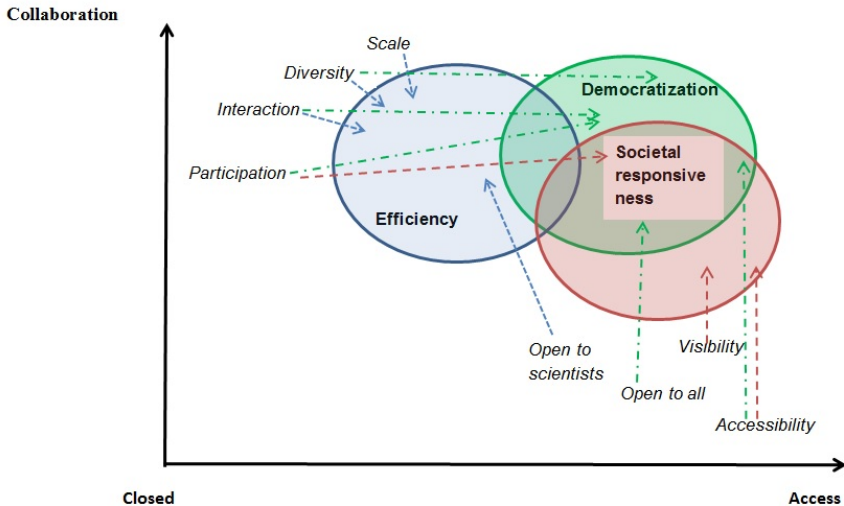 Collaboration
Scale
Diversity
Democratization
Interaction
Societal
responsive
ness
Participation
Efficiency
Open to
scientists
Visibility
Open to all
Accessibility
Closed
Access